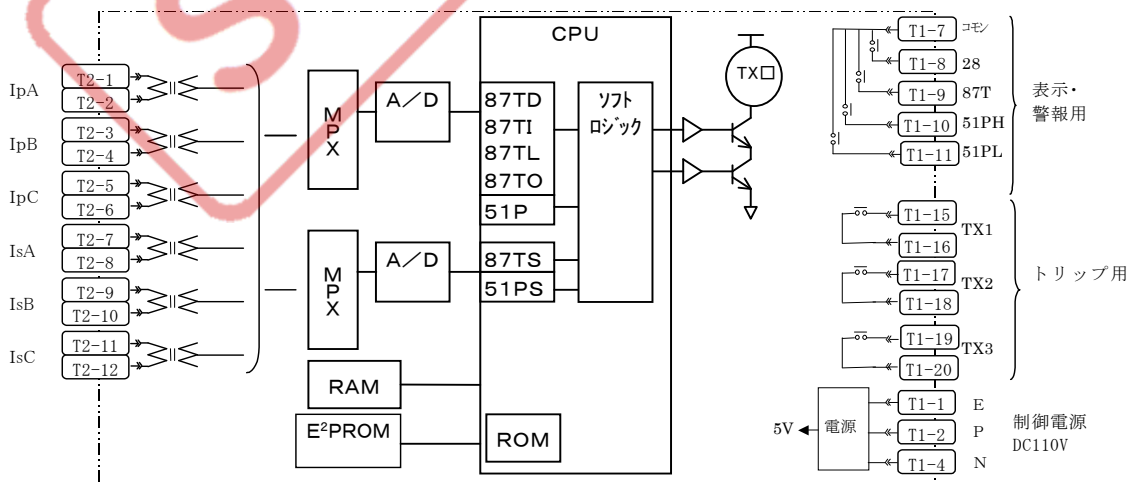 IpA
T2-1
T2-2
IpB
T2-3
T2-4
IpC
T2-5
T2-6
IsA
T2-7
T2-8
IsB
T2-9
T2-10
IsC
T2-11
T2-12
S
MPX
A/D
MPX
A/D
RAM
E²PROM
CPU
87TD
87TI
87TL
87TO
51P
87TS
51PS
ソフト
ロジック
ROM
TX□
T1-7 コモン
T1-8 28
T1-9 87T
T1-10 51PH
T1-11 51PL
表示・
警報用
T1-15
TX1
T1-16
T1-17
TX2
T1-18
T1-19
TX3
T1-20
トリップ用
5V
電源
T1-1 E
T1-2 P
T1-4 N
制御電源
DC110V